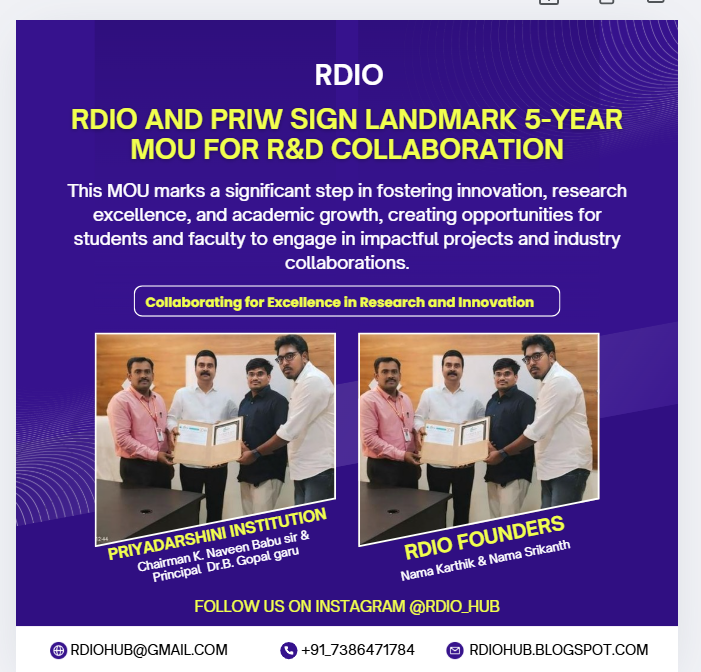 RDIO
RDIO AND PRIW SIGN LANDMARK 5-YEAR
MOU FOR R&D COLLABORATION
This MOU marks a significant step in fostering innovation, research
excellence, and academic growth, creating opportunities for
students and faculty to engage in impactful projects and industry
collaborations.
Collaborating for Excellence in Research and Innovation
PRIYADARSHINI INSTITUTION
Chairman K. Naveen Babu sir &
Principal Dr.B. Gopal garu
RDIO FOUNDERS
Nama Karthik & Nama Srikanth
FOLLOW US ON INSTAGRAM @RDIO_HUB
RDIOHUB@GMAIL.COM
+91_7386471784
RDIOHUB.BLOGSPOT.COM